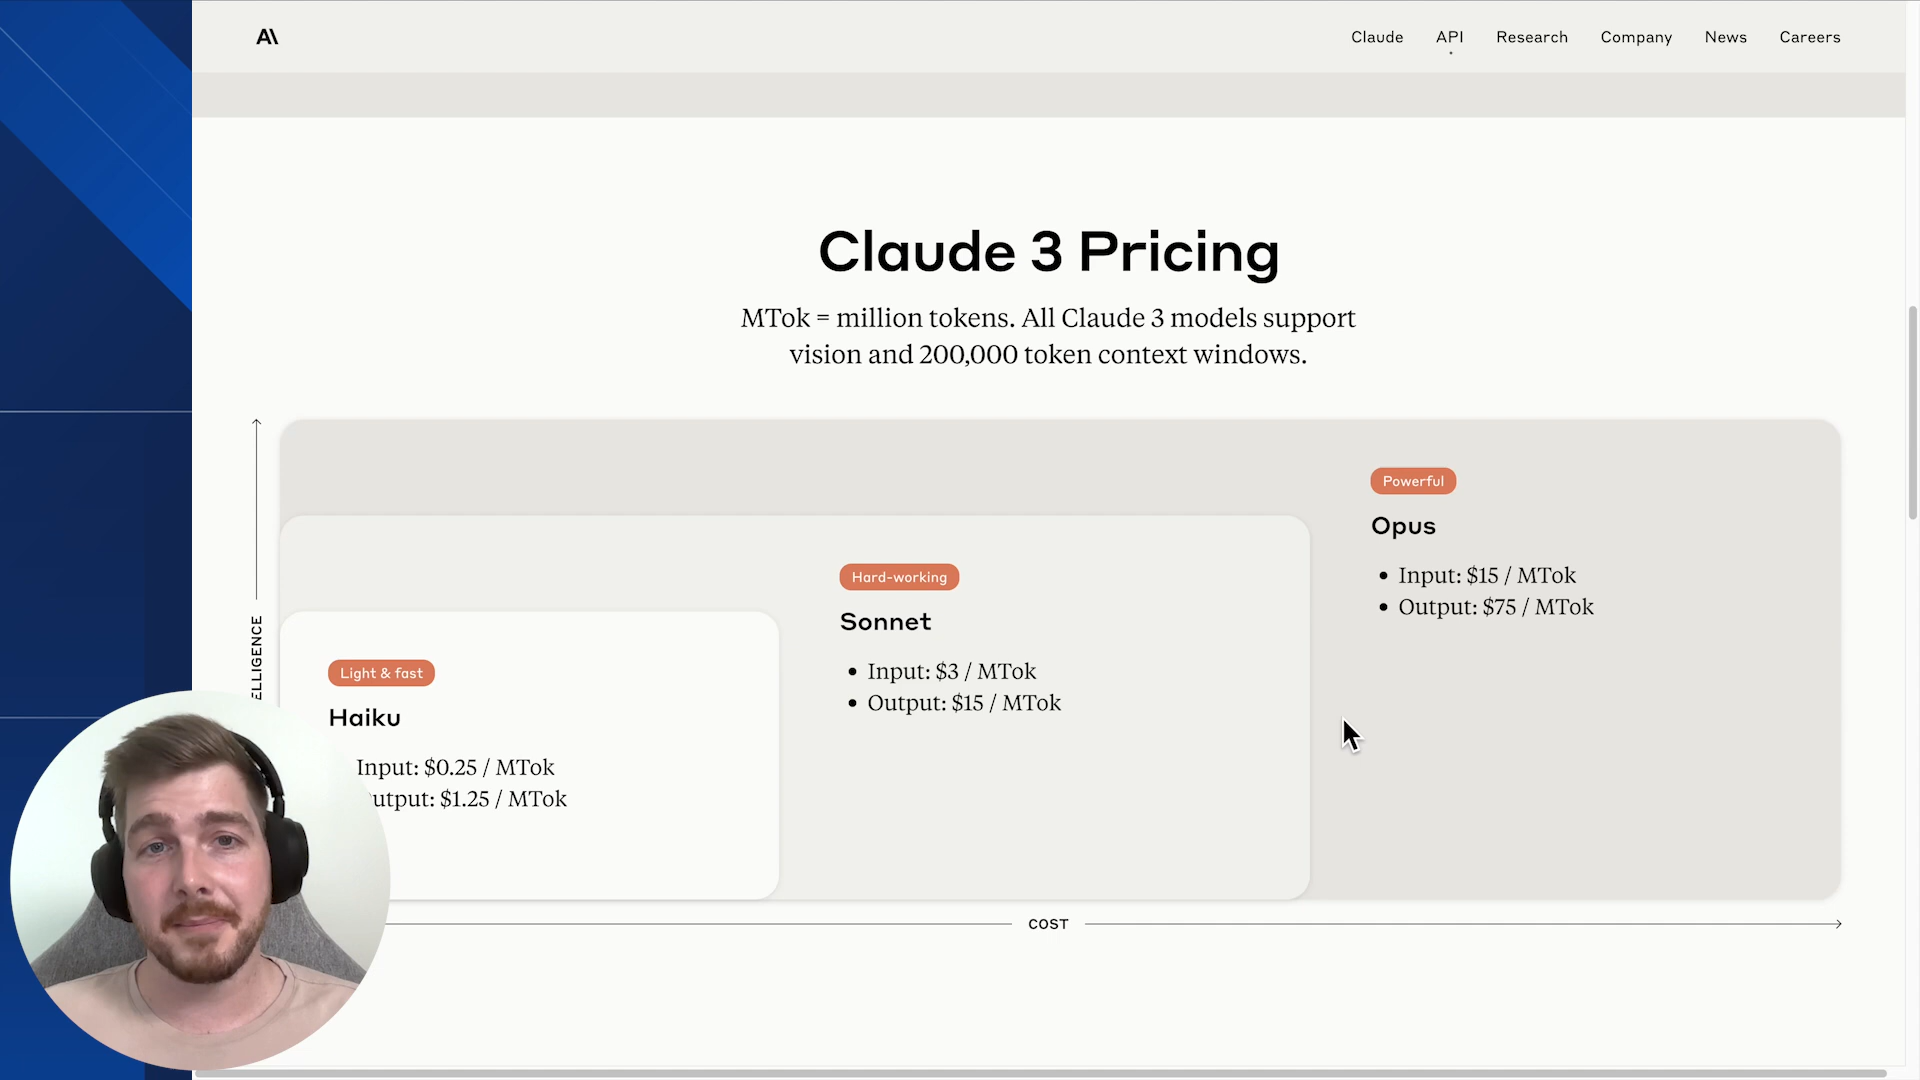 A\
Claude API Research Company News Careers
Claude 3 Pricing
MTok = million tokens. All Claude 3 models support
vision and 200,000 token context windows.
Powerful
Opus
• Input: $15 / MTok
• Output: $75 / MTok
Hard-working
Sonnet
• Input: $3 / MTok
• Output: $15 / MTok
Light & fast
Haiku
Input: $0.25 / MTok
utput: $1.25 / MTok
ELLIGENCE
COST